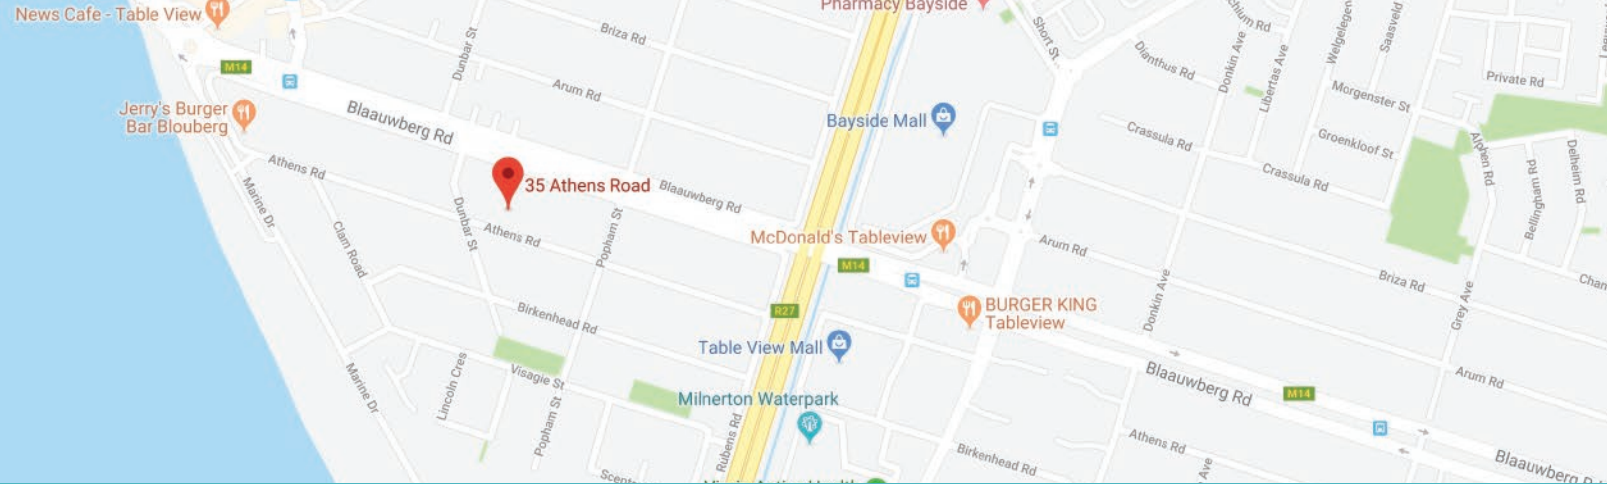 News Cafe - Table View
Pharmacy Bayside
Briza Rd
Dunbar St
Short St
Dianthus Rd
Donkin Ave
Libertas Ave
Saasveld
M14
Arum Rd
Private Rd
Morgenster St
Jerry's Burger
Bar Blouberg
Blaauwberg Rd
Bayside Mall
Crassula Rd
Groenkloof St
Alphen Rd
Delheim Rd
Bellingham Rd
Athens Rd
35 Athens Road
Blaauwberg Rd
Crassula Rd
Marine Dr
Clam Road
Dunbar St
Athens Rd
Popham St
McDonald's Tableview
Arum Rd
M14
Briza Rd
Donkin Ave
Grey Ave
Birkenhead Rd
R27
BURGER KING
Tableview
Table View Mall
Marine Dr
Lincoln Cres
Visagie St
Blaauwberg Rd
Arum Rd
M14
Milnerton Waterpark
Popham St
Rubens Rd
Birkenhead Rd
Athens Rd
Ave
Blaauwberg Rd